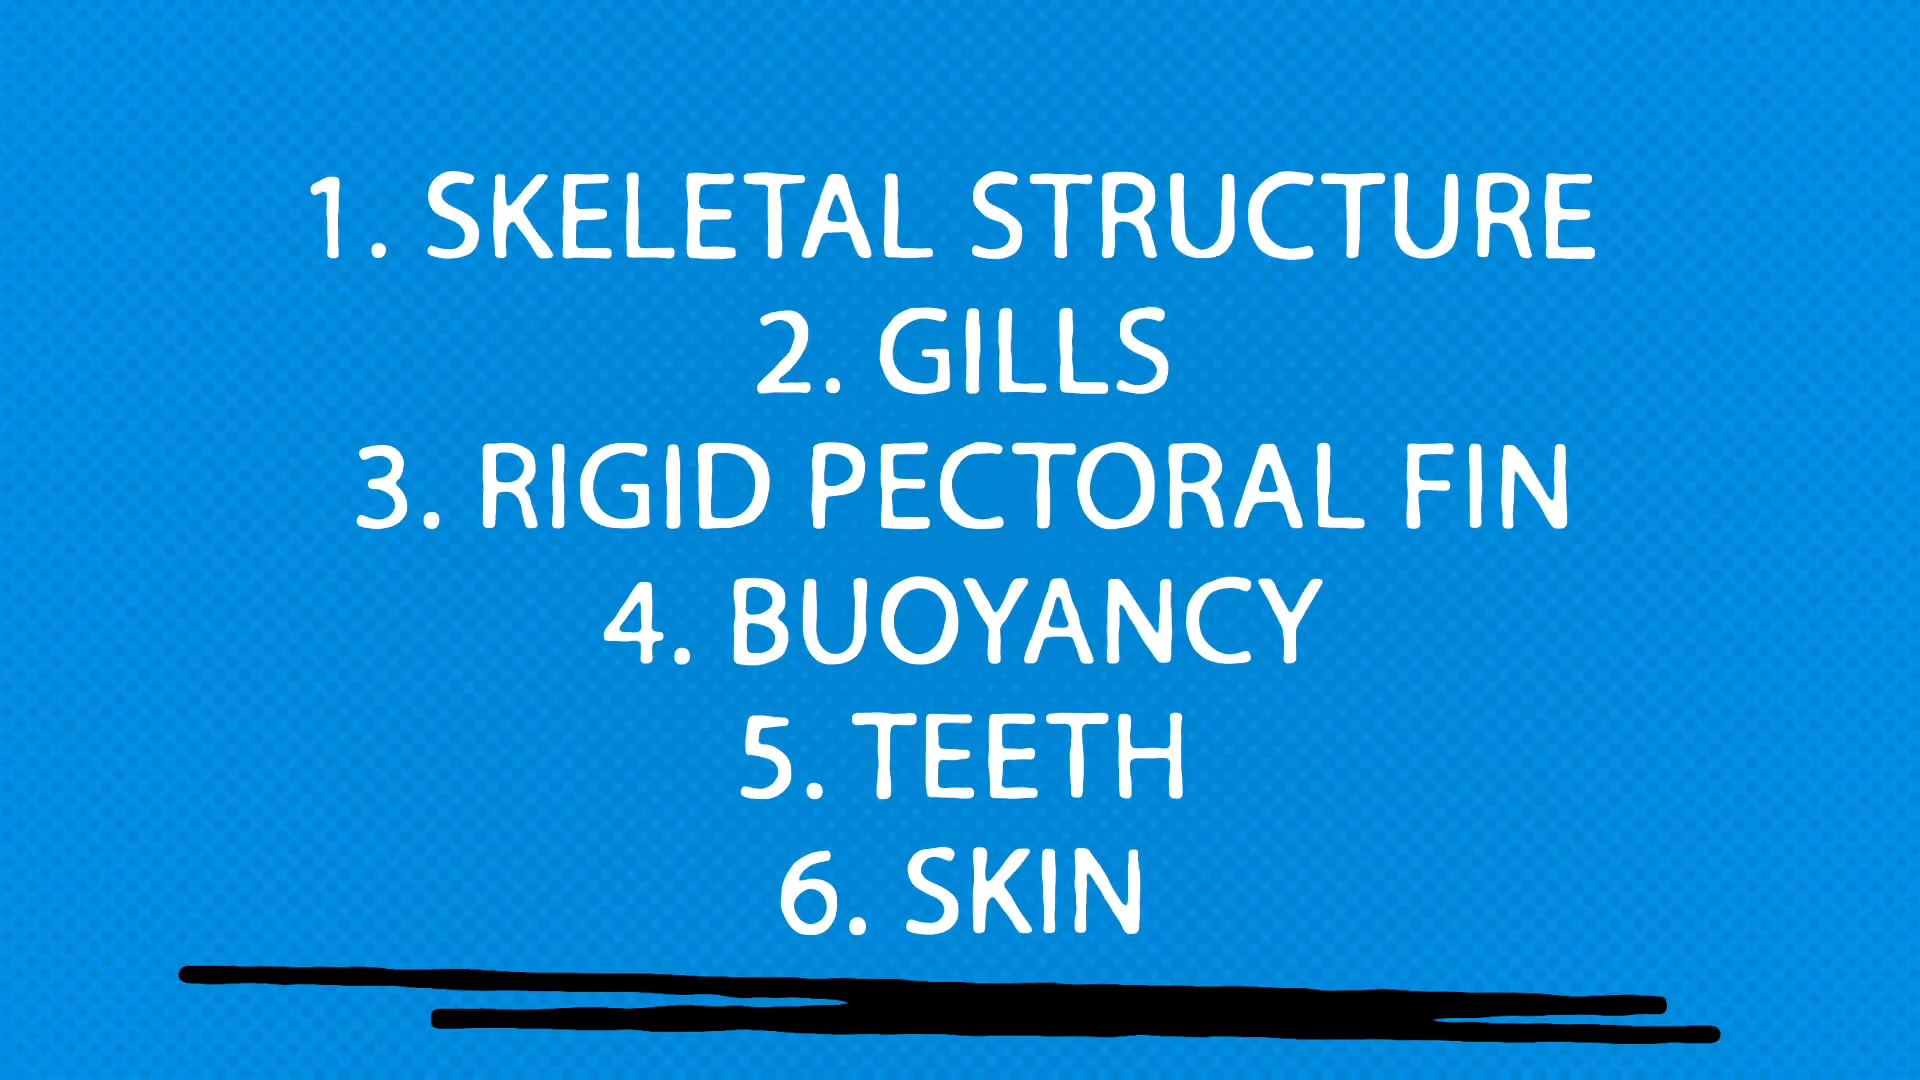 1. SKELETAL STRUCTURE
2. GILLS
3. RIGID PECTORAL FIN
4. BUOYANCY
5. TEETH
6. SKIN